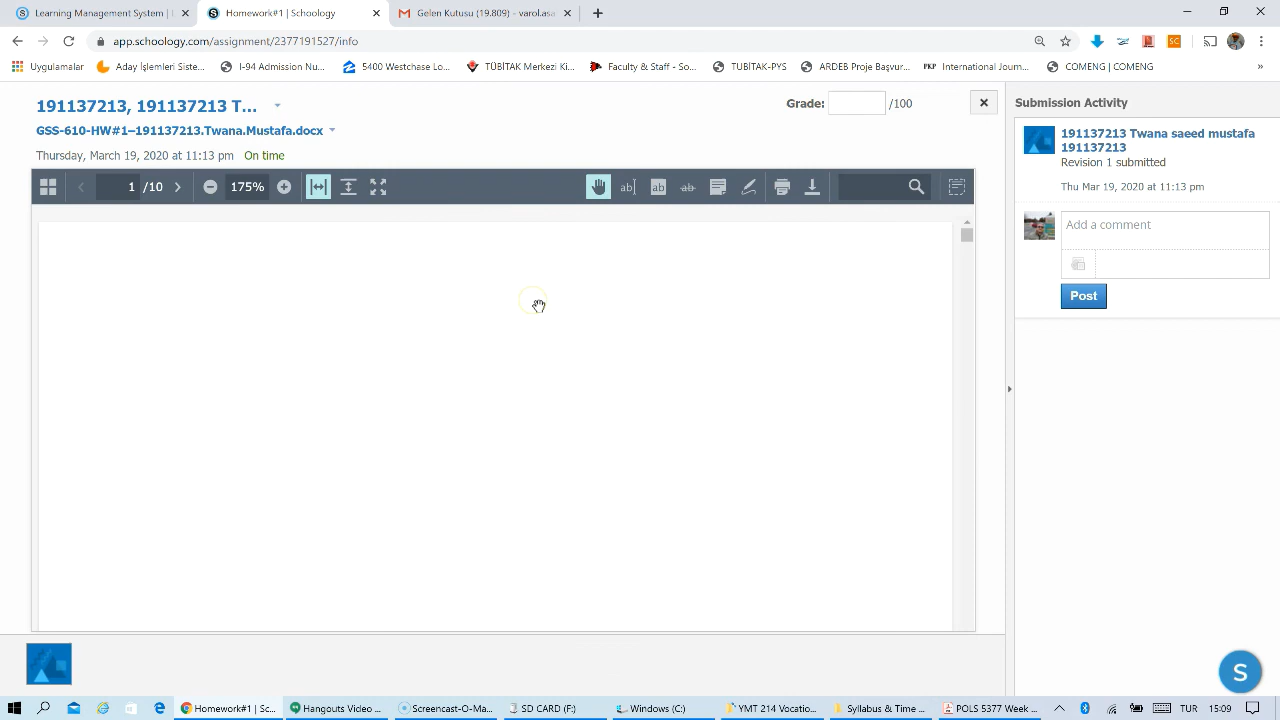 Learning Management System | L
Homework#1 | Schoology
Gelen Kutusu (19.809) - varol.asa
app.schoology.com/assignment/2377191527/info
Uygulamalar
Aday İşlemleri Siste...
I-94 Admission Nu...
5400 Westchase Lo...
TÜBİTAK Merkezi Ki...
Faculty & Staff - So...
TUBITAK-PYS
ARDEB Proje Başvur...
PKP International Journ...
COMENG | COMENG
»
191137213, 191137213 T...
Grade: /100
GSS-610-HW#1–191137213.Twana.Mustafa.docx
Thursday, March 19, 2020 at 11:13 pm On time
1 /10 175%
Submission Activity
191137213 Twana saeed mustafa
191137213
Revision 1 submitted
Thu Mar 19, 2020 at 11:13 pm
Add a comment
Post
S
Homework#1 | Sc...
Hangouts Video ...
Screencast-O-Ma...
SD CARD (F:)
Windows (C:)
YMT 214 Vocatio...
Syllabus & Time ...
POLS 5377 Week ...
TUR
15:09